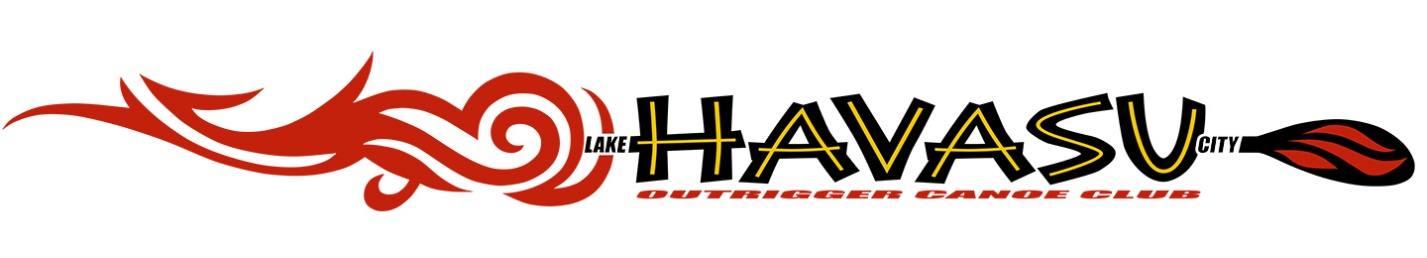 LAKE HAVASU CITY
OUTRIGGER CANOE CLUB